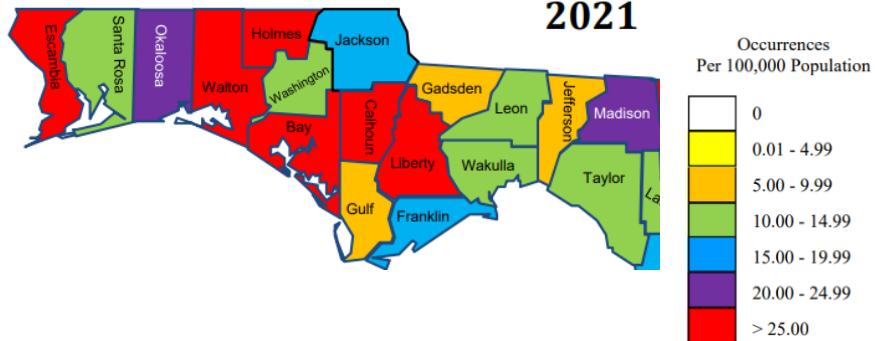 2021
Escambia
Santa Rosa
Okaloosa
Walton
Holmes
Washington
Jackson
Bay
Calhoun
Gulf
Liberty
Gadsden
Franklin
Leon
Wakulla
Jefferson
Madison
Taylor
La
Occurrences
Per 100,000 Population
0
0.01 - 4.99
5.00 - 9.99
10.00 - 14.99
15.00 - 19.99
20.00 - 24.99
> 25.00